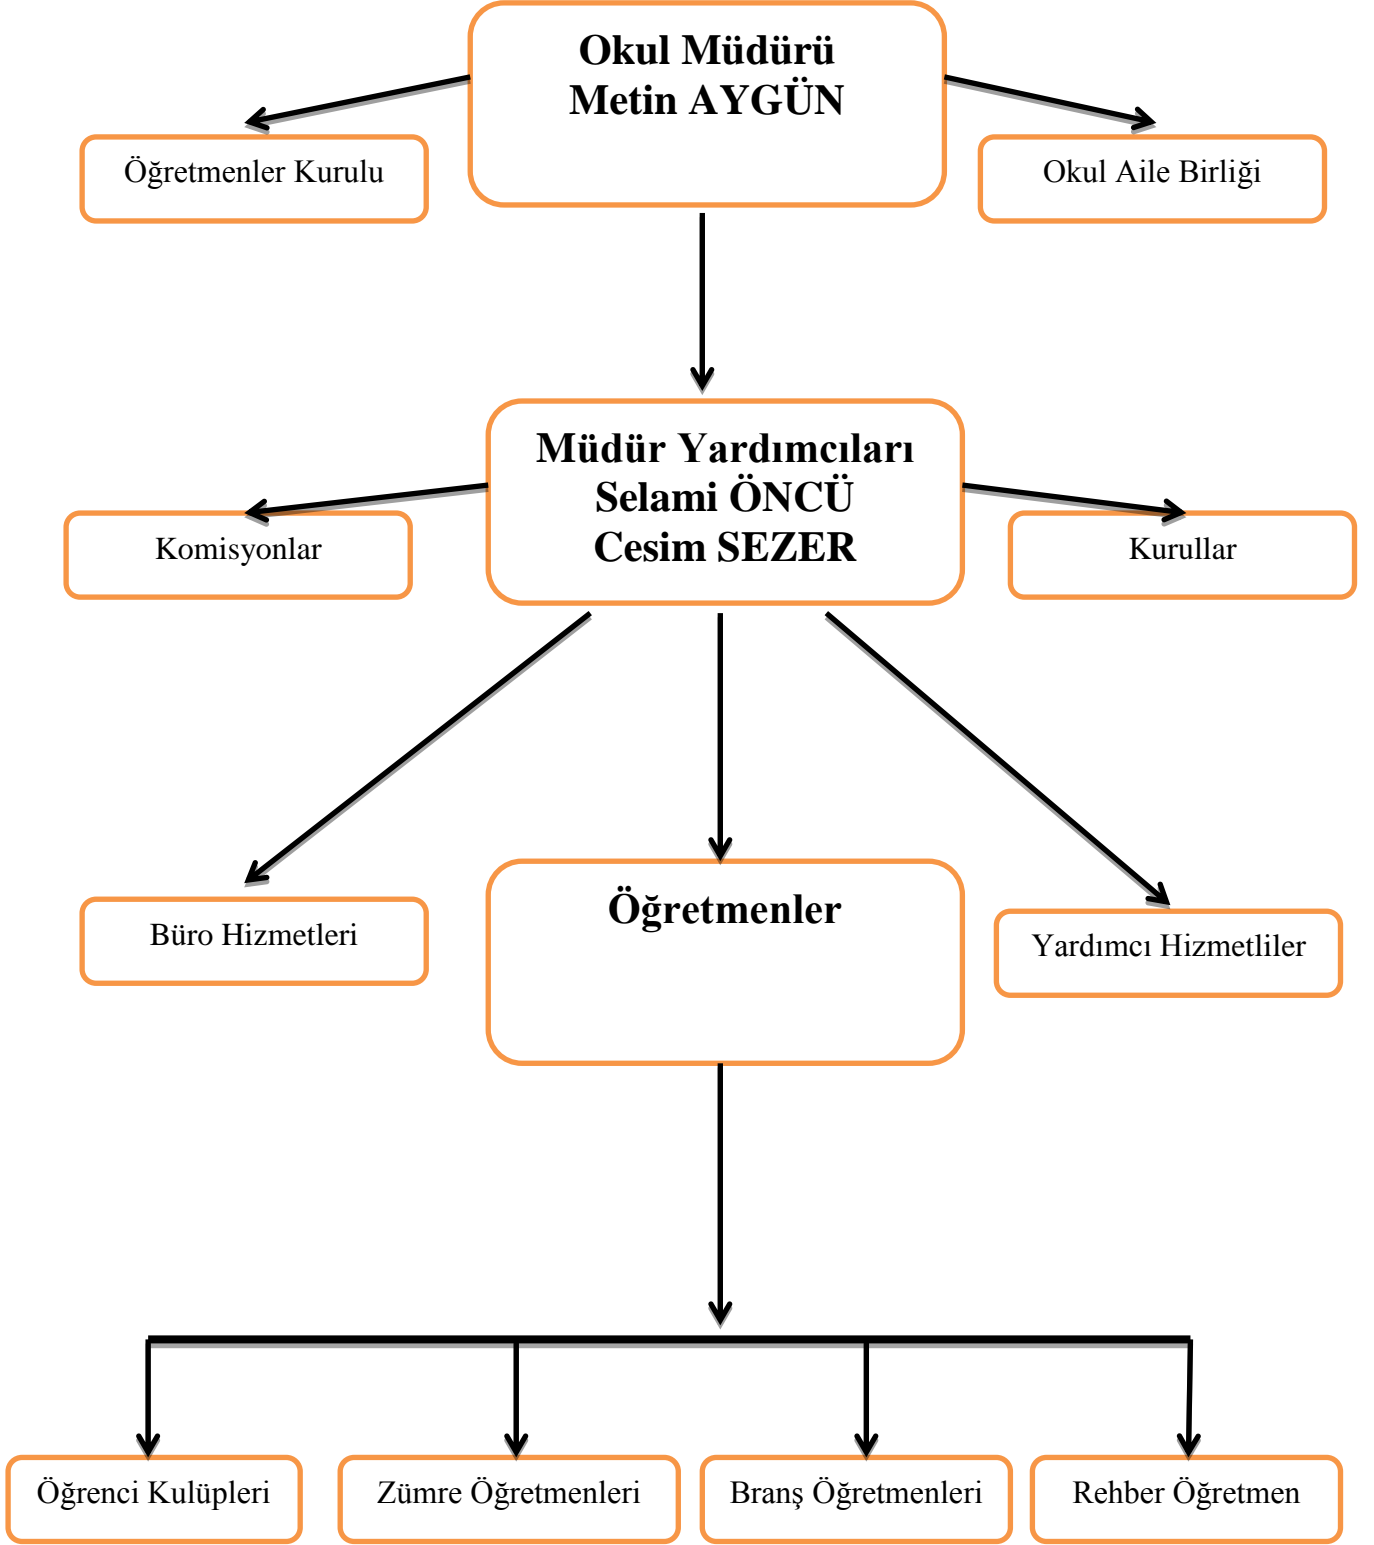 Okul Müdürü
Metin AYGÜN
Öğretmenler Kurulu
Okul Aile Birliği
Müdür Yardımcıları
Selami ÖNCÜ
Cesim SEZER
Komisyonlar
Kurullar
Öğretmenler
Büro Hizmetleri
Yardımcı Hizmetliler
Öğrenci Kulüpleri
Zümre Öğretmenleri
Branş Öğretmenleri
Rehber Öğretmen